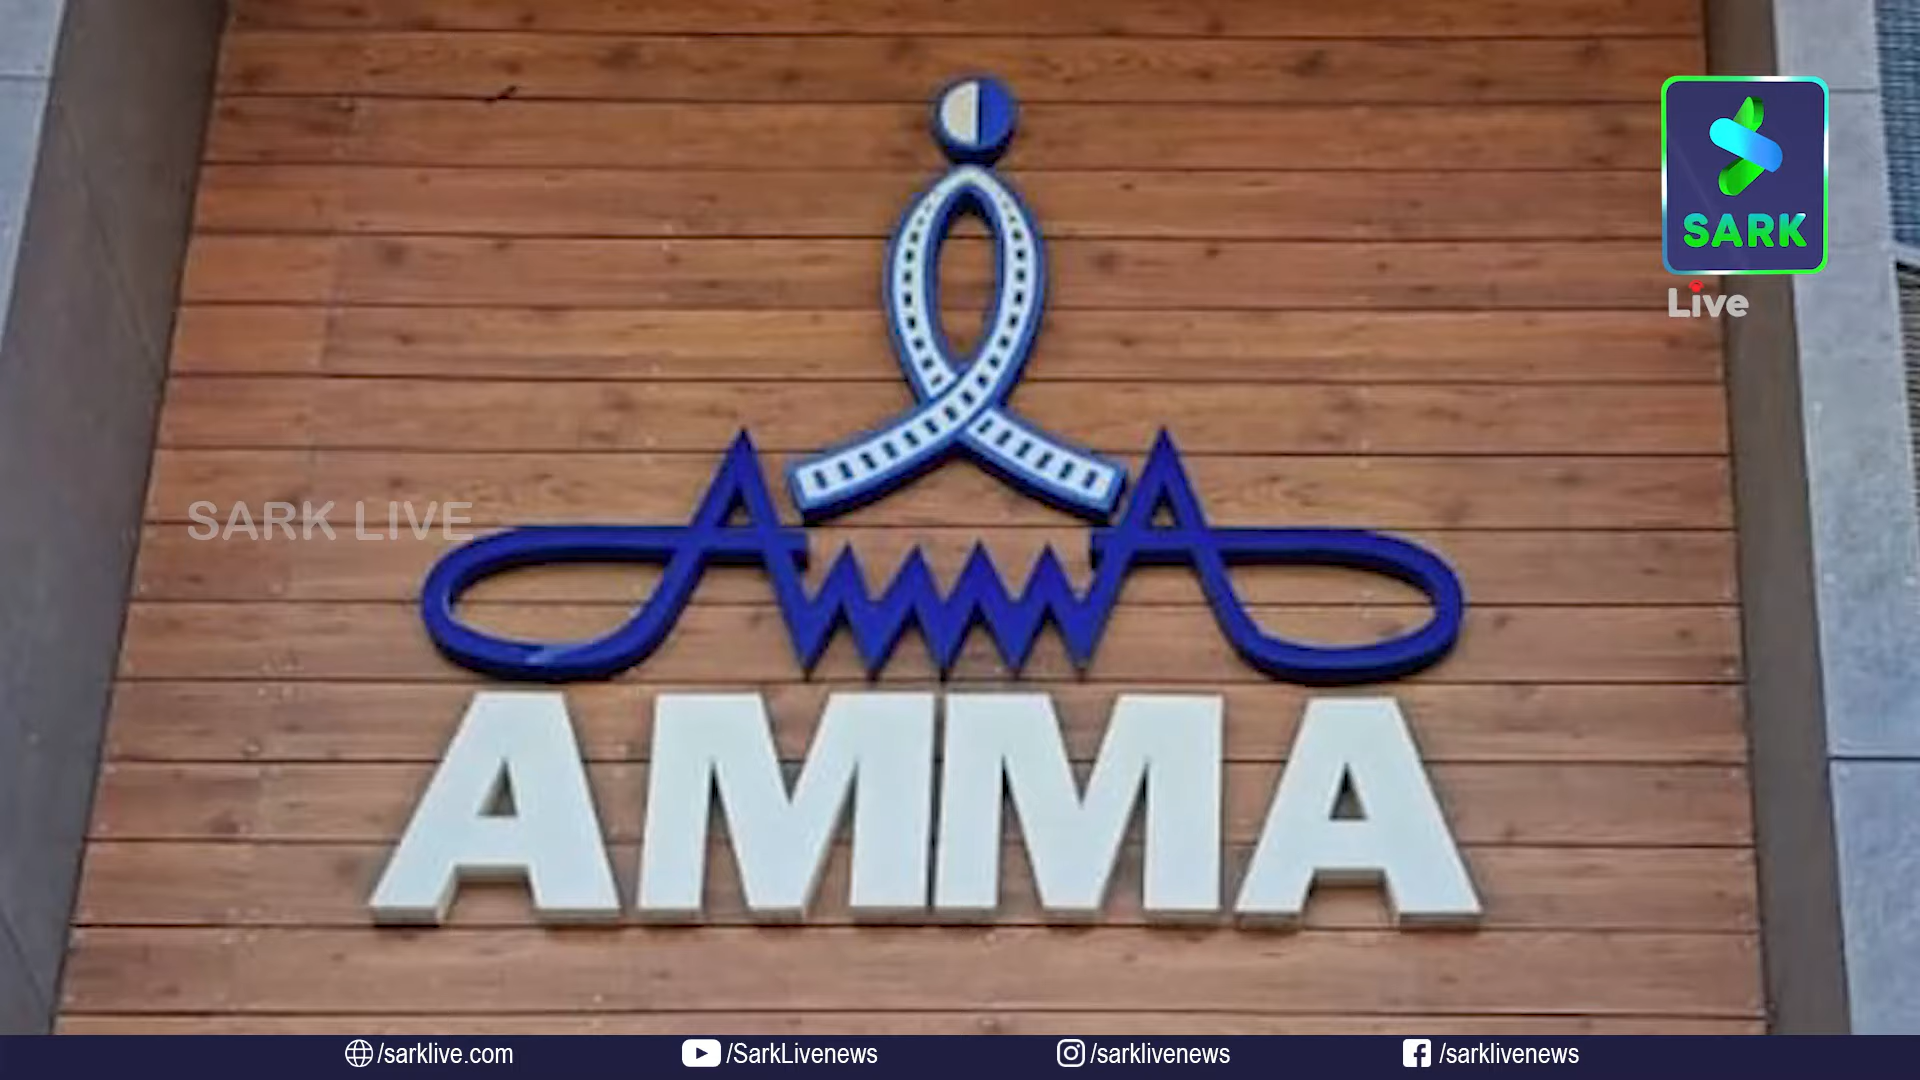 SARK
Live
SARK LIVE
AMMA
AMMA
/sarklive.com
/SarkLivenews
/sarklivenews
/sarklivenews